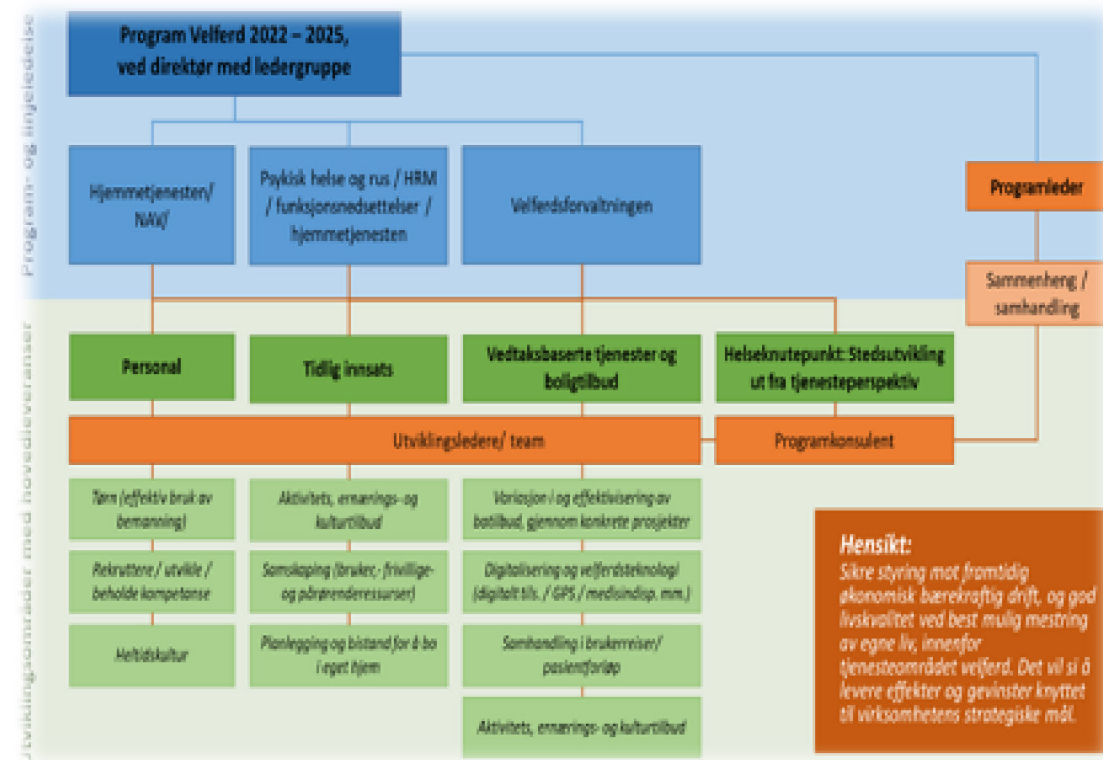 Program- og linjeledelse
Program Velferd 2022 – 2025,
ved direktør med ledergruppe
Hjemmetjenesten/
NAV/
Psykisk helse og rus / HRM
/ funksjonsnedsettelser /
hjemmetjenesten
Velferdsforvaltningen
Programleder
Sammenheng /
samhandling
Utviklingsområder med hovedleveranser
Personal
Tidlig innsats
Vedtaksbaserte tjenester og
boligtilbud
Helseknutepunkt: Stedsutvikling
ut fra tjenesteperspektiv
Utviklingsledere/ team
Programkonsulent
Tørn (effektiv bruk av
bemanning)
Rekruttere / utvikle /
beholde kompetanse
Heltidskultur
Aktivitets, ernærings- og
kulturtilbud
Samskaping (bruker,- frivillige-
og pårørenderessurser)
Planlegging og bistand for å bo
i eget hjem
Variasjon i og effektivisering av
botilbud, gjennom konkrete prosjekter
Digitalisering og velferdsteknologi
(digitalt tils. / GPS / medisindisp. mm.)
Samhandling i brukerreiser/
pasientforløp
Aktivitets, ernærings- og kulturtilbud
Hensikt:
Sikre styring mot framtidig
økonomisk bærekraftig drift, og god
livskvalitet ved best mulig mestring
av egne liv, innenfor
tjenesteområdet velferd. Det vil si å
levere effekter og gevinster knyttet
til virksomhetens strategiske mål.